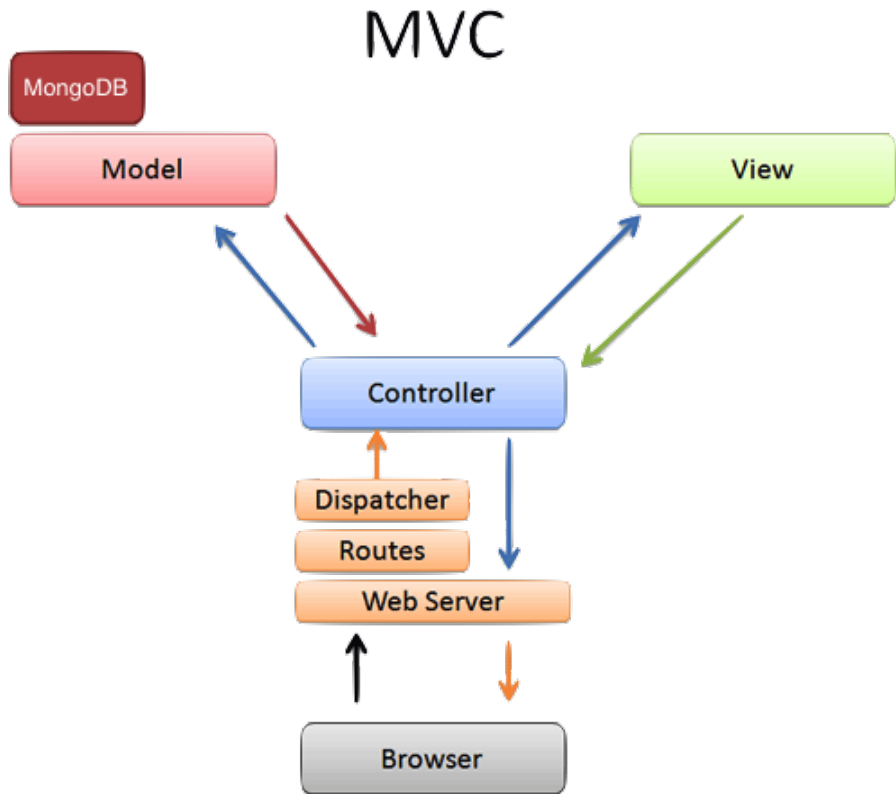 MVC
MongoDB
Model
View
Controller
Dispatcher
Routes
Web Server
Browser